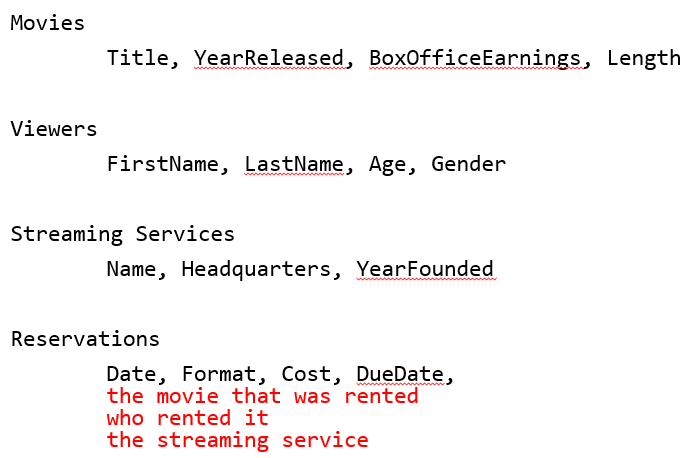 Movies
Title, YearReleased, BoxOfficeEarnings, Length
Viewers
FirstName, LastName, Age, Gender
Streaming Services
Name, Headquarters, YearFounded
Reservations
Date, Format, Cost, DueDate,
the movie that was rented
who rented it
the streaming service